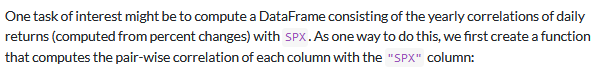 One task of interest might be to compute a DataFrame consisting of the yearly correlations of daily
returns (computed from percent changes) with SPX. As one way to do this, we first create a function
that computes the pair-wise correlation of each column with the "SPX" column: